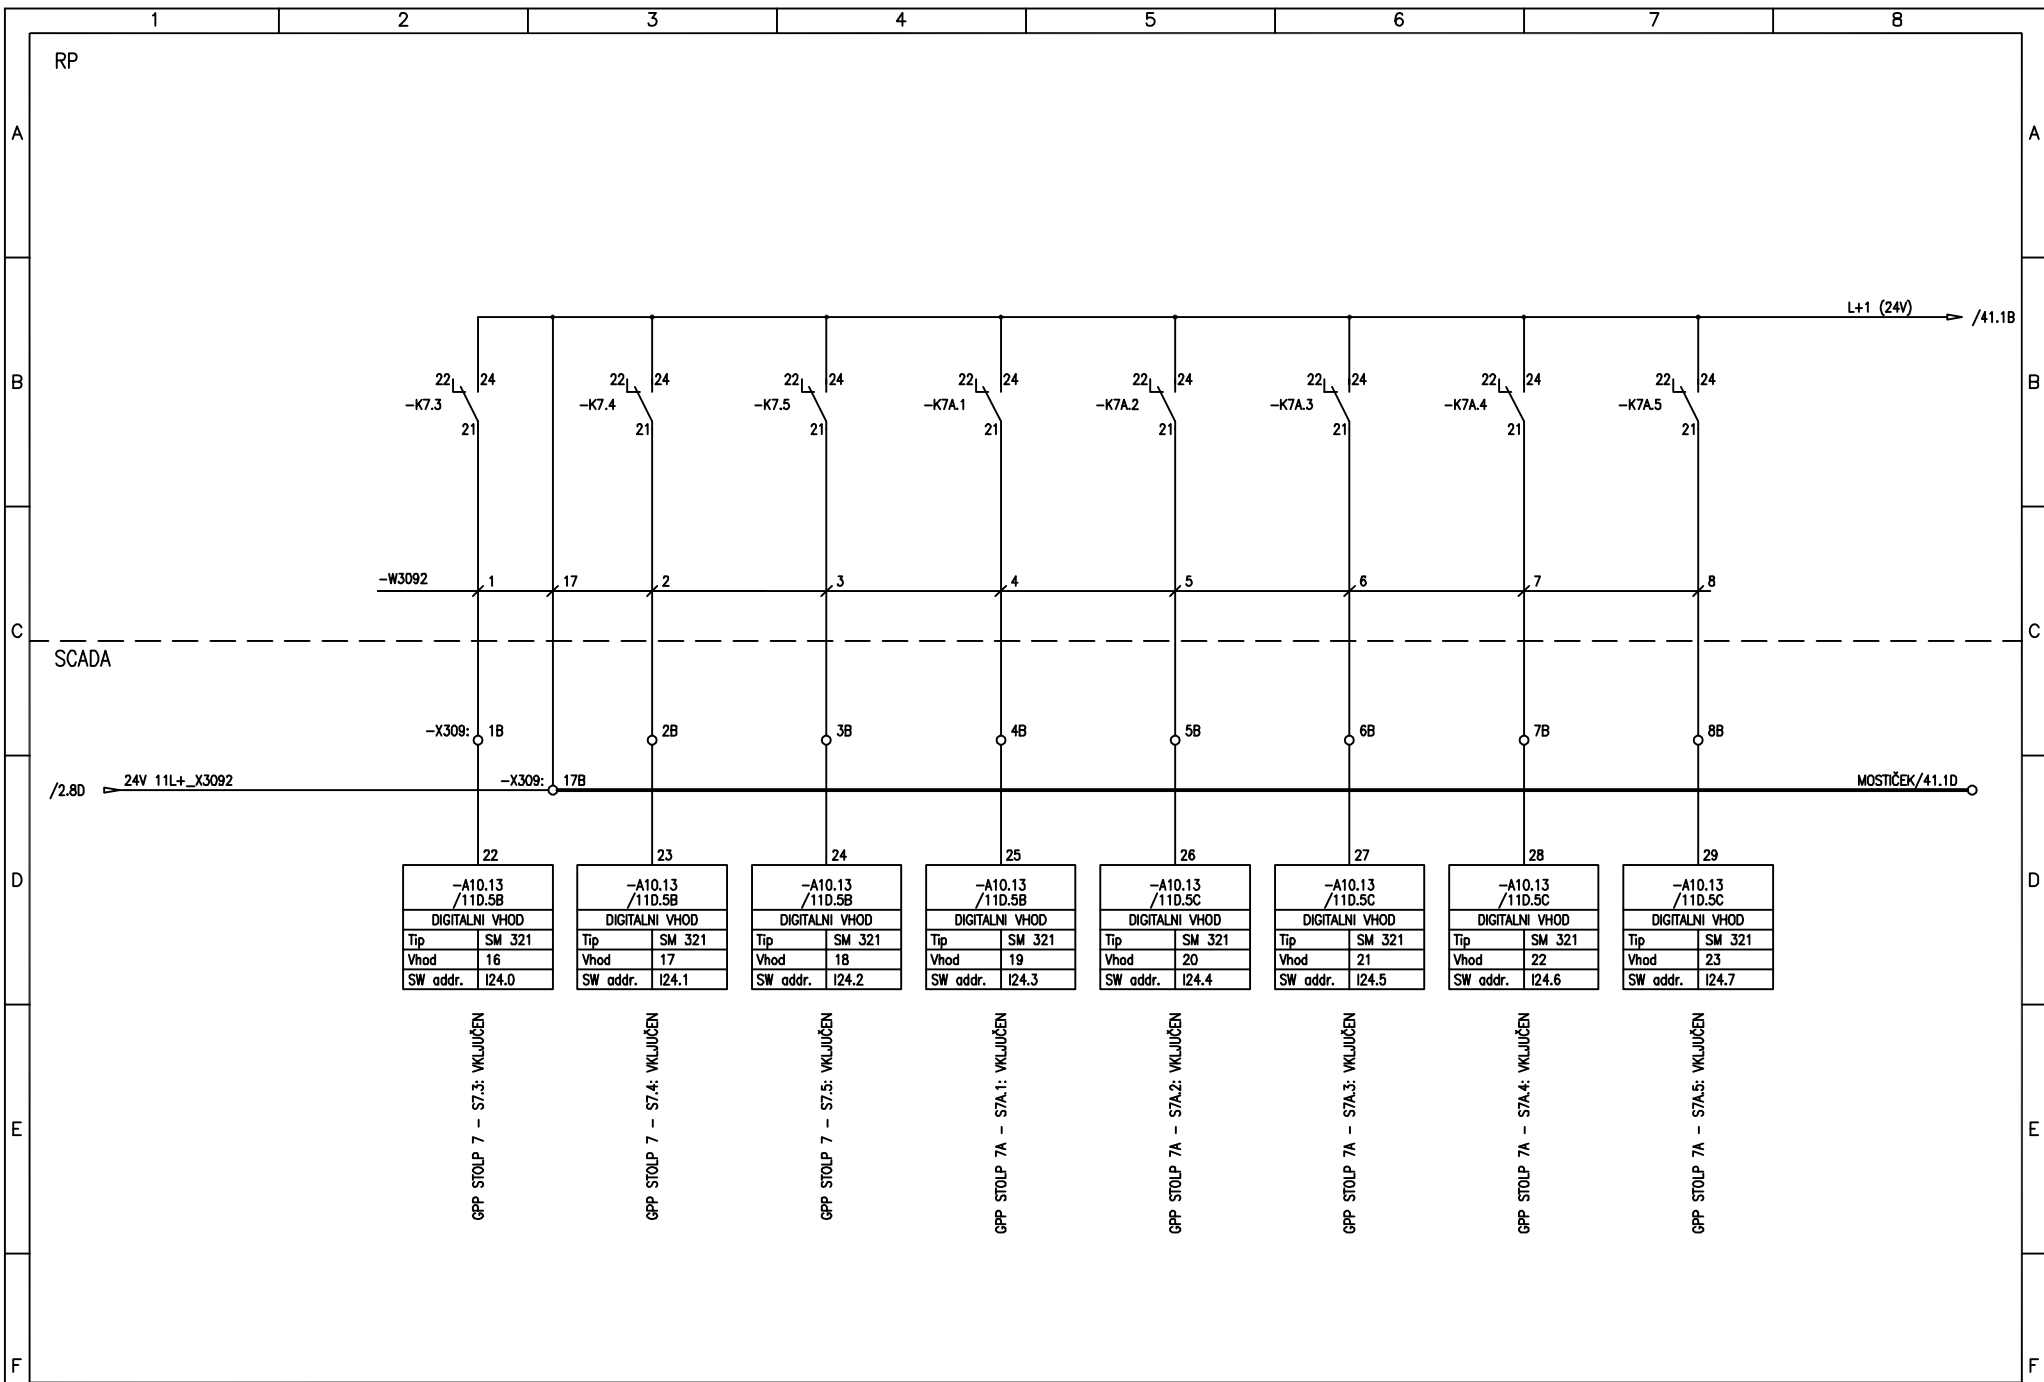 1 2 3 4 5 6 7 8
RP
A A
L+1 (24V)
/41.1B
B B
22 24 22 24 22 24 22 24 22 24 22 24 22 24 22 24
-K7.3 -K7.4 -K7.5 -K7A.1 -K7A.2 -K7A.3 -K7A.4 -K7A.5
21 21 21 21 21 21 21 21
-W3092 1 17 2 3 4 5 6 7 8
C C
SCADA
-X309: 1B 2B 3B 4B 5B 6B 7B 8B
/2.8D 24V 11L+_X3092 -X309: 17B MOSTIČEK/41.1D
22 23 24 25 26 27 28 29
D D
-A10.13 -A10.13 -A10.13 -A10.13 -A10.13 -A10.13 -A10.13 -A10.13
/11D.5B /11D.5B /11D.5B /11D.5B /11D.5C /11D.5C /11D.5C /11D.5C
DIGITALNI VHOD DIGITALNI VHOD DIGITALNI VHOD DIGITALNI VHOD DIGITALNI VHOD DIGITALNI VHOD DIGITALNI VHOD DIGITALNI VHOD
Tip SM 321 Tip SM 321 Tip SM 321 Tip SM 321 Tip SM 321 Tip SM 321 Tip SM 321 Tip SM 321
Vhod 16 Vhod 17 Vhod 18 Vhod 19 Vhod 20 Vhod 21 Vhod 22 Vhod 23
SW addr. I24.0 SW addr. I24.1 SW addr. I24.2 SW addr. I24.3 SW addr. I24.4 SW addr. I24.5 SW addr. I24.6 SW addr. I24.7
GPP STOLP 7 - S7.3: VKLJUČEN
GPP STOLP 7 - S7.4: VKLJUČEN
GPP STOLP 7 - S7.5: VKLJUČEN
GPP STOLP 7A - S7A.1: VKLJUČEN
GPP STOLP 7A - S7A.2: VKLJUČEN
GPP STOLP 7A - S7A.3: VKLJUČEN
GPP STOLP 7A - S7A.4: VKLJUČEN
GPP STOLP 7A - S7A.5: VKLJUČEN
E E
F F